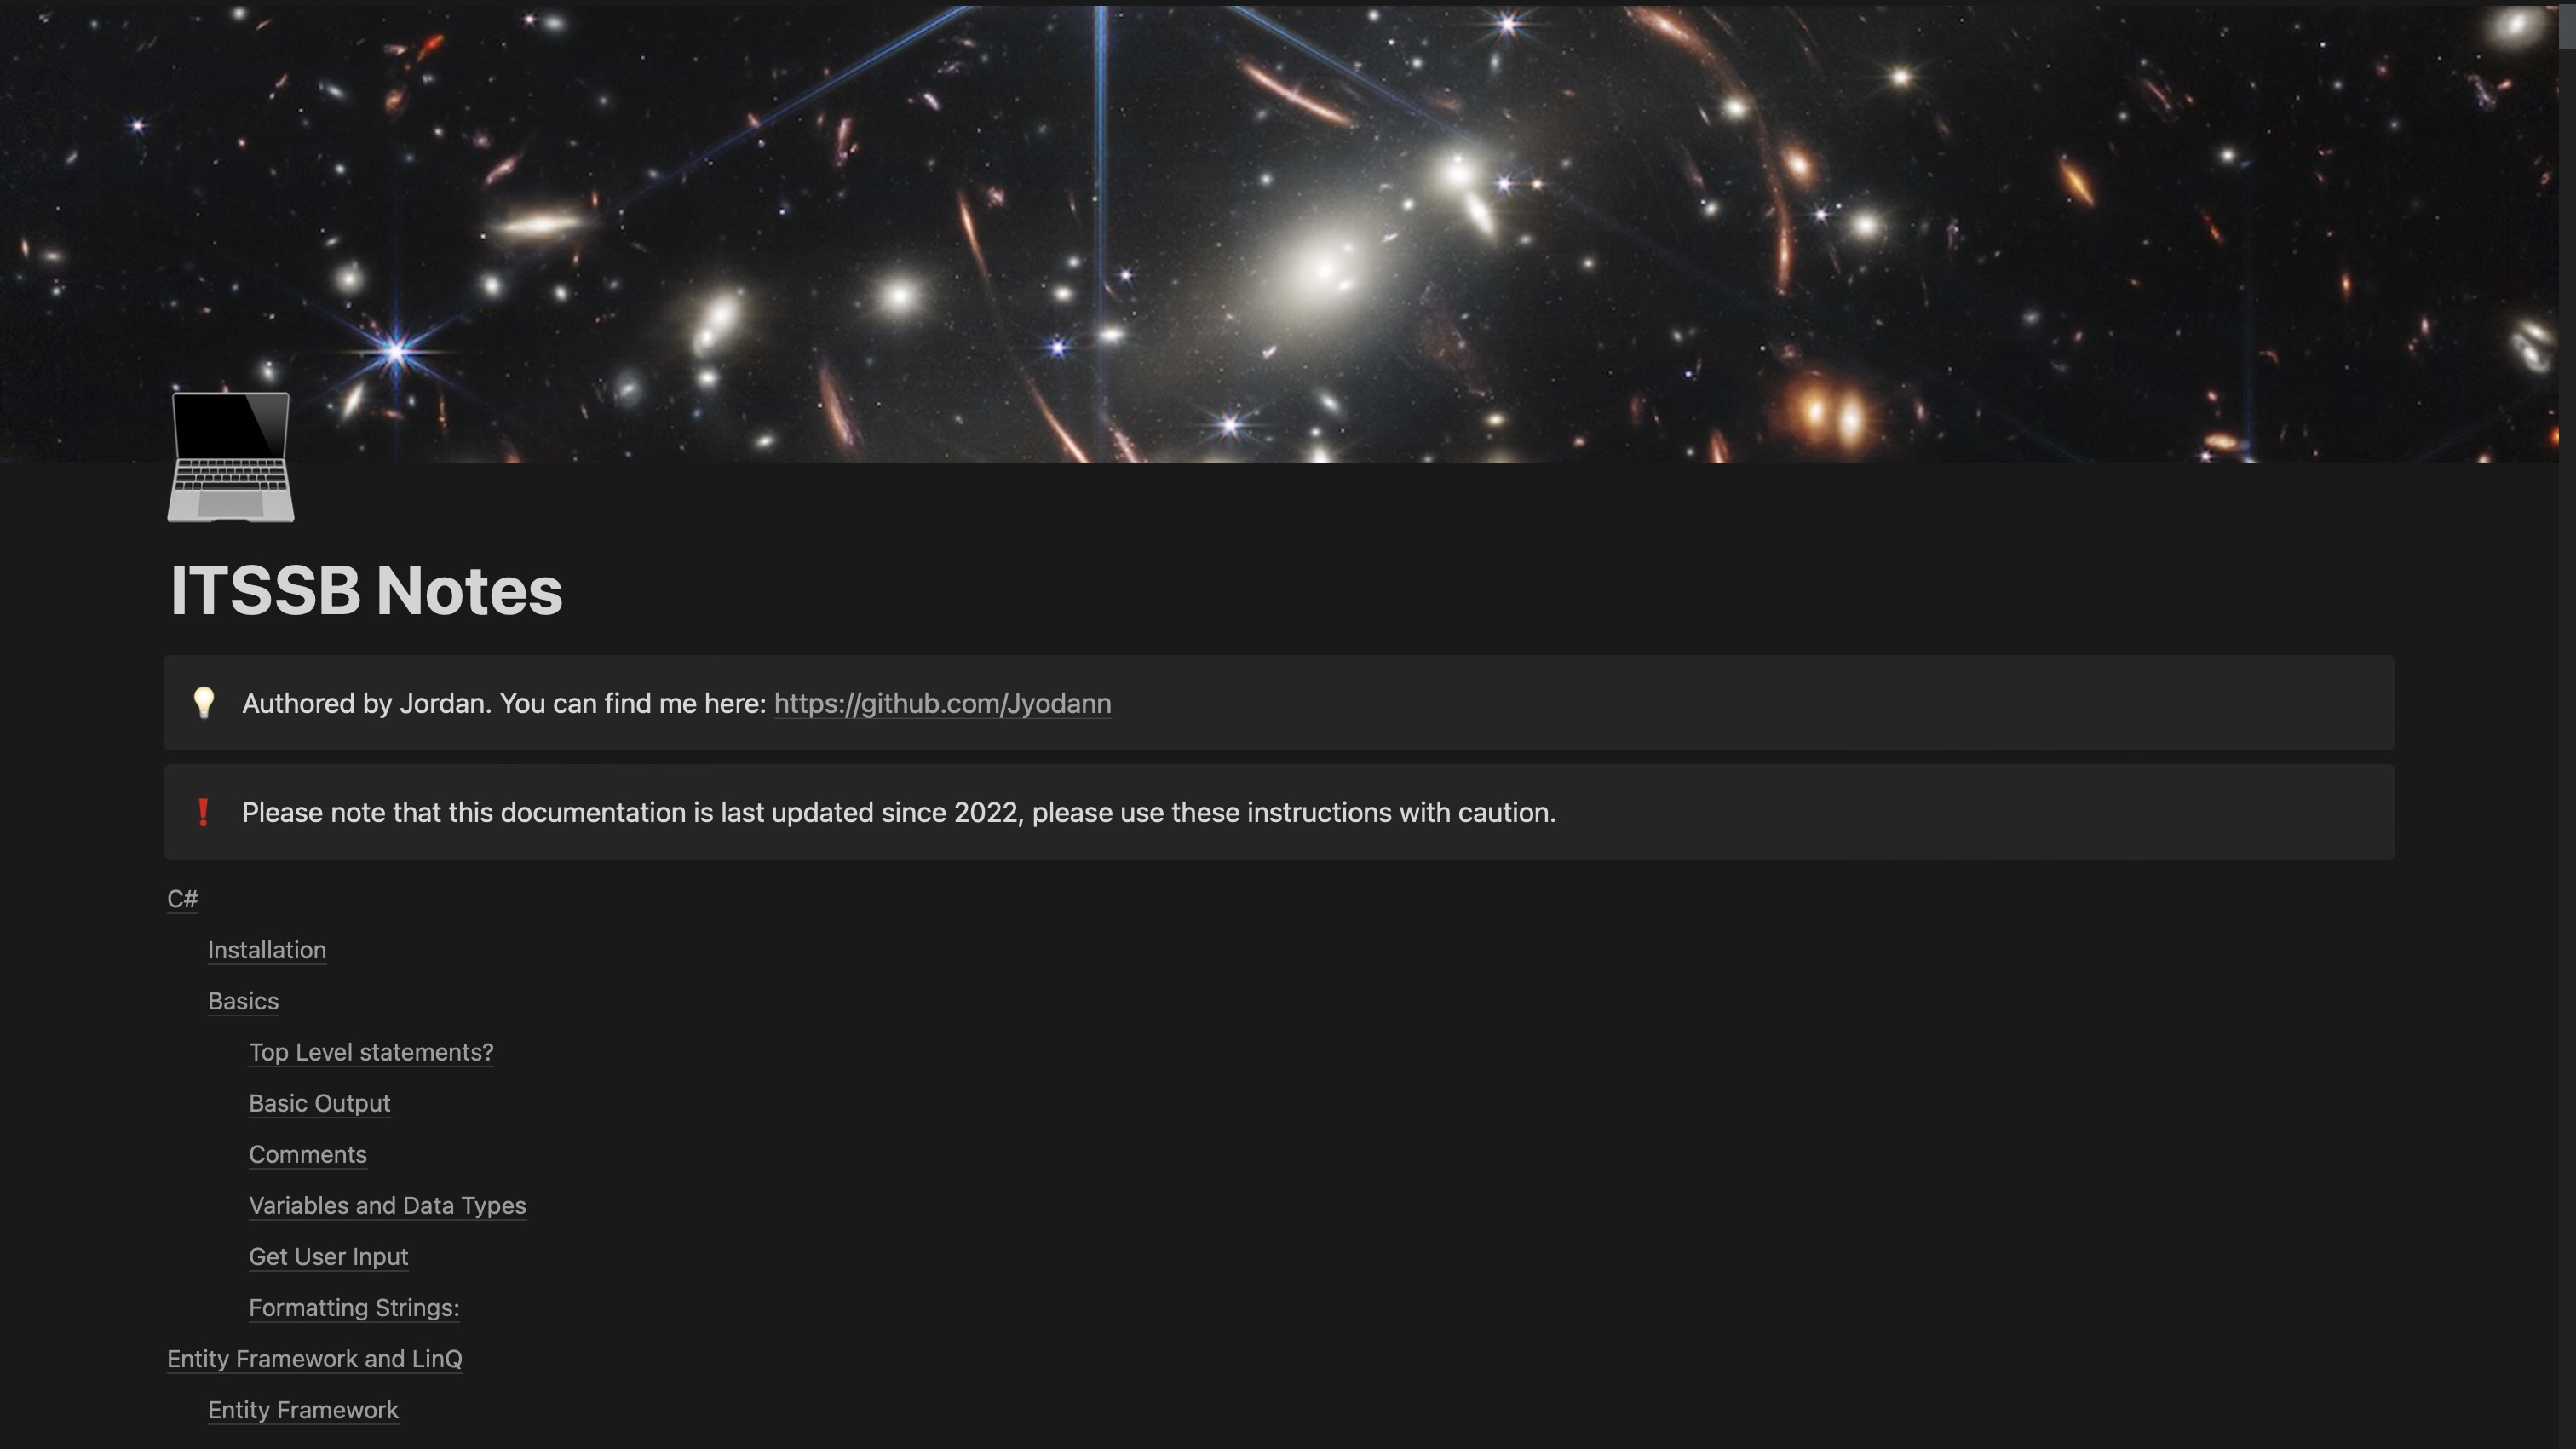 ITSSB Notes
Authored by Jordan. You can find me here: https://github.com/Jyodann
Please note that this documentation is last updated since 2022, please use these instructions with caution.
C#
Installation
Basics
Top Level statements?
Basic Output
Comments
Variables and Data Types
Get User Input
Formatting Strings:
Entity Framework and LinQ
Entity Framework